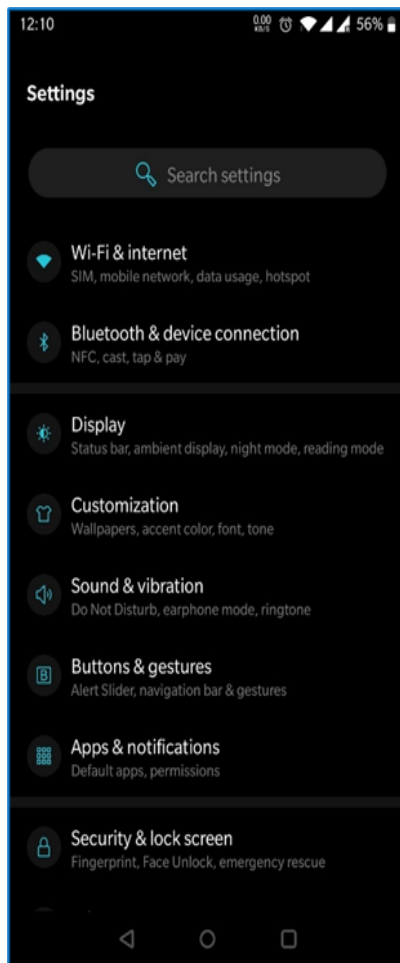 12:10
0.00
KB/S
56%
Settings
Search settings
Wi-Fi & internet
SIM, mobile network, data usage, hotspot
Bluetooth & device connection
NFC, cast, tap & pay
Display
Status bar, ambient display, night mode, reading mode
Customization
Wallpapers, accent color, font, tone
Sound & vibration
Do Not Disturb, earphone mode, ringtone
B
Buttons & gestures
Alert Slider, navigation bar & gestures
Apps & notifications
Default apps, permissions
Security & lock screen
Fingerprint, Face Unlock, emergency rescue